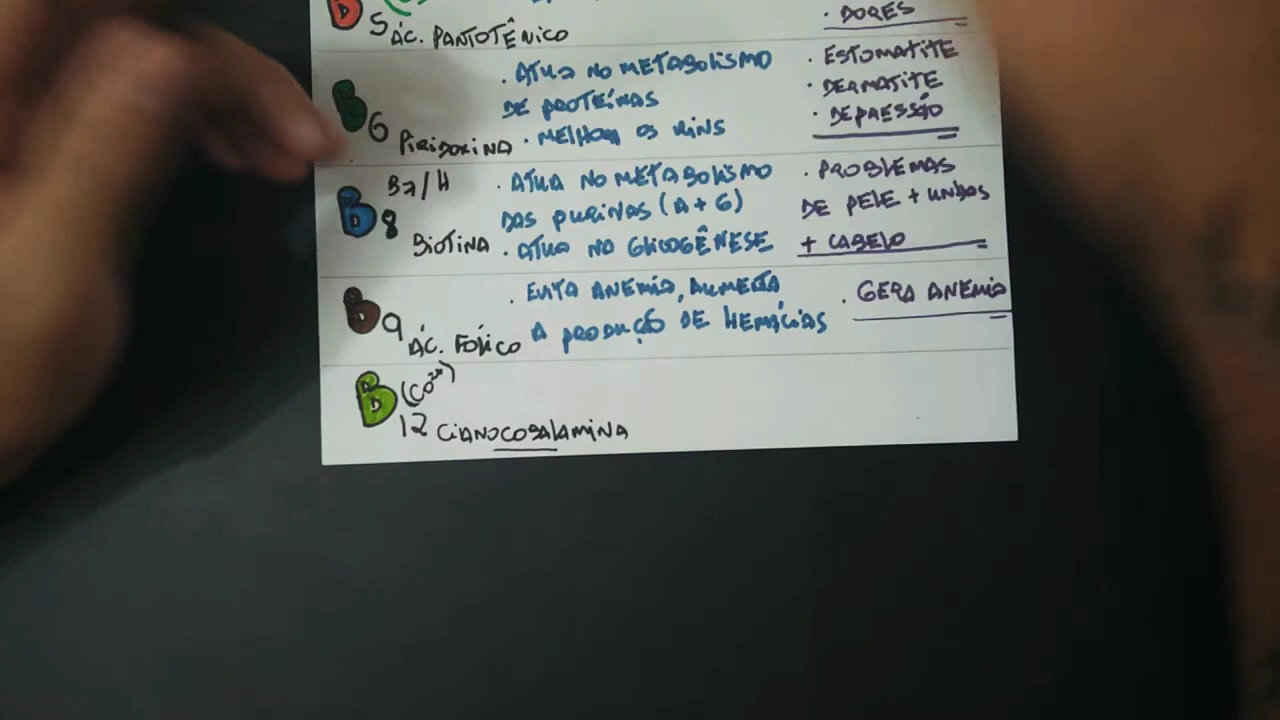 B5 ÁC. PANTOTÊNICO
. DORES
B6 PIRIDOXINA
. ATUA NO METABOLISMO
DE PROTEÍNAS
. MELHORA OS RINS
. ESTOMATITE
. DERMATITE
. DEPRESSÃO
B7/H
B8 BIOTINA
. ATUA NO METABOLISMO
DAS PURINAS (A + G)
. ATUA NO GLICOGÊNESE
. PROBLEMAS
DE PELE + UNHAS
+ CABELO
B9 ÁC. FÓLICO
. EVITA ANEMIA, AUMENTA
A PRODUÇÃO DE HEMÁCIAS
. GERA ANEMIA
B12 (CO²⁺)
CIANOCOBALAMINA